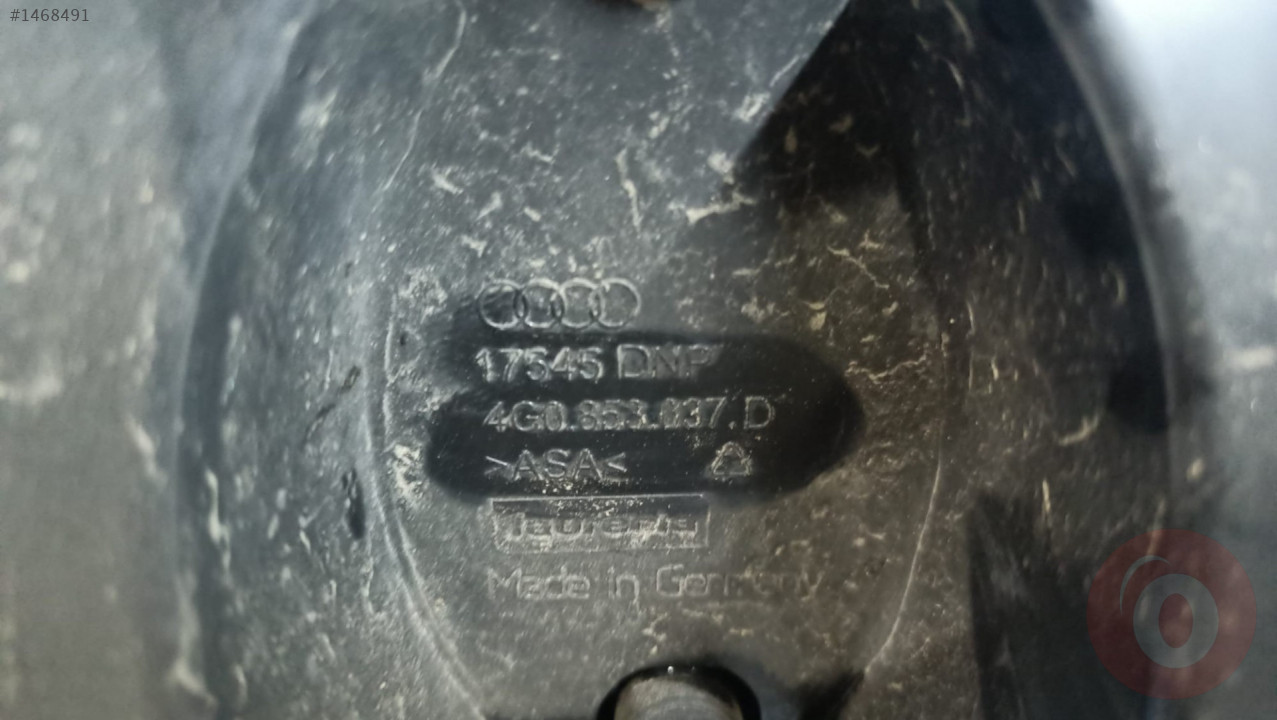 #1468491
17545 DNP
4G0.853.037.D
>ASA<
Made in Germany